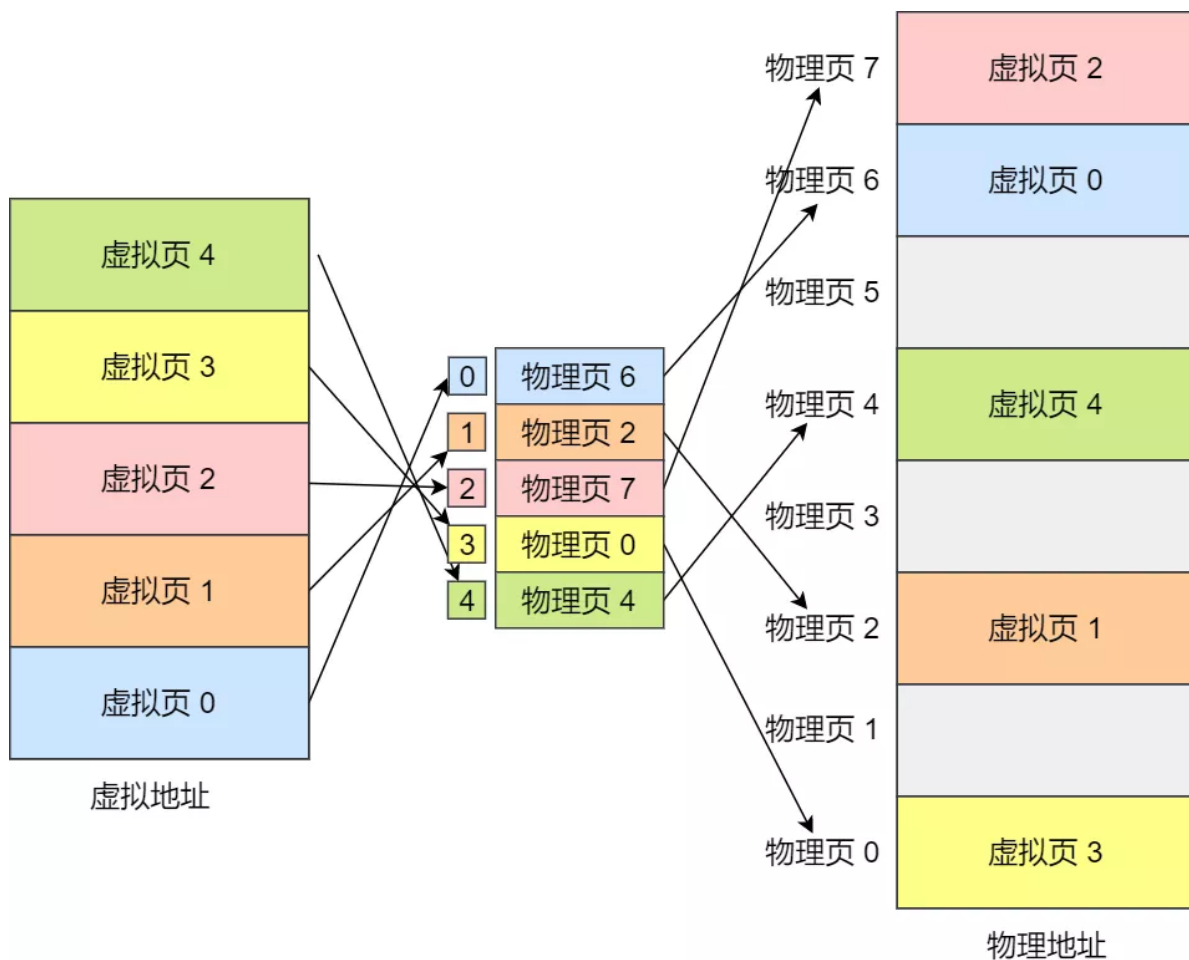 虚拟页 4
虚拟页 3
虚拟页 2
虚拟页 1
虚拟页 0
虚拟地址
0 物理页 6
1 物理页 2
2 物理页 7
3 物理页 0
4 物理页 4
物理页 7 虚拟页 2
物理页 6 虚拟页 0
物理页 5
物理页 4 虚拟页 4
物理页 3
物理页 2 虚拟页 1
物理页 1
物理页 0 虚拟页 3
物理地址